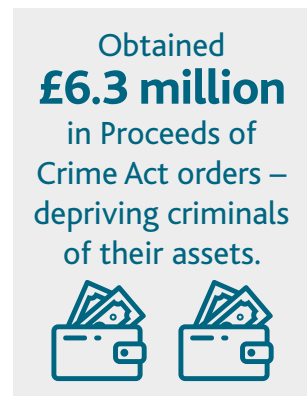 Obtained
£6.3 million
in Proceeds of
Crime Act orders –
depriving criminals
of their assets.